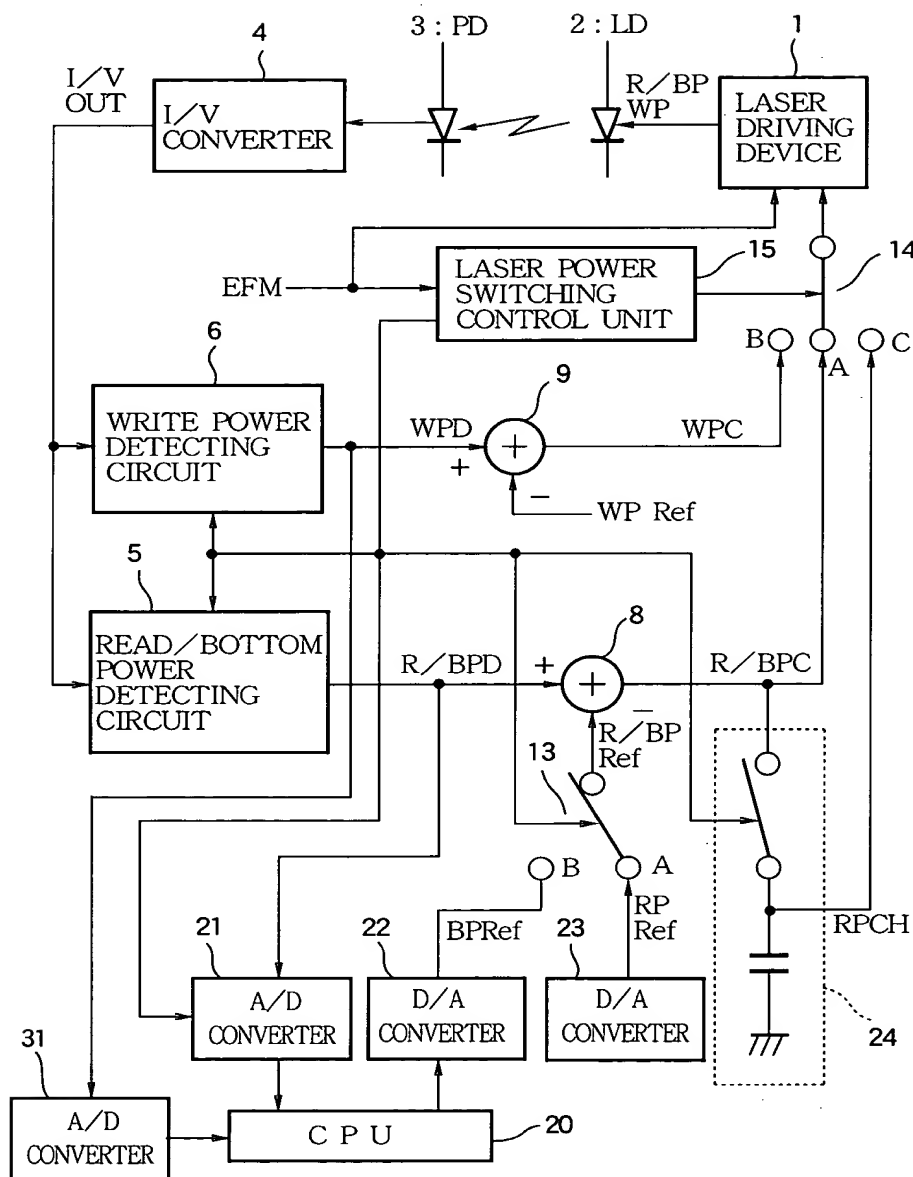 3 : PD
2 : LD
1
4
I/V
OUT
I/V
CONVERTER
R/BP
WP
LASER
DRIVING
DEVICE
EFM
LASER POWER
SWITCHING
CONTROL UNIT
15
14
B
A
C
6
WRITE POWER
DETECTING
CIRCUIT
WPD
+
9
+
−
WPC
WP Ref
5
READ/BOTTOM
POWER
DETECTING
CIRCUIT
R/BPD
+
8
+
−
R/BPC
R/BP
Ref
13
B
A
BPRef
RP
Ref
RPCH
21
A/D
CONVERTER
22
D/A
CONVERTER
23
D/A
CONVERTER
24
31
A/D
CONVERTER
CPU
20